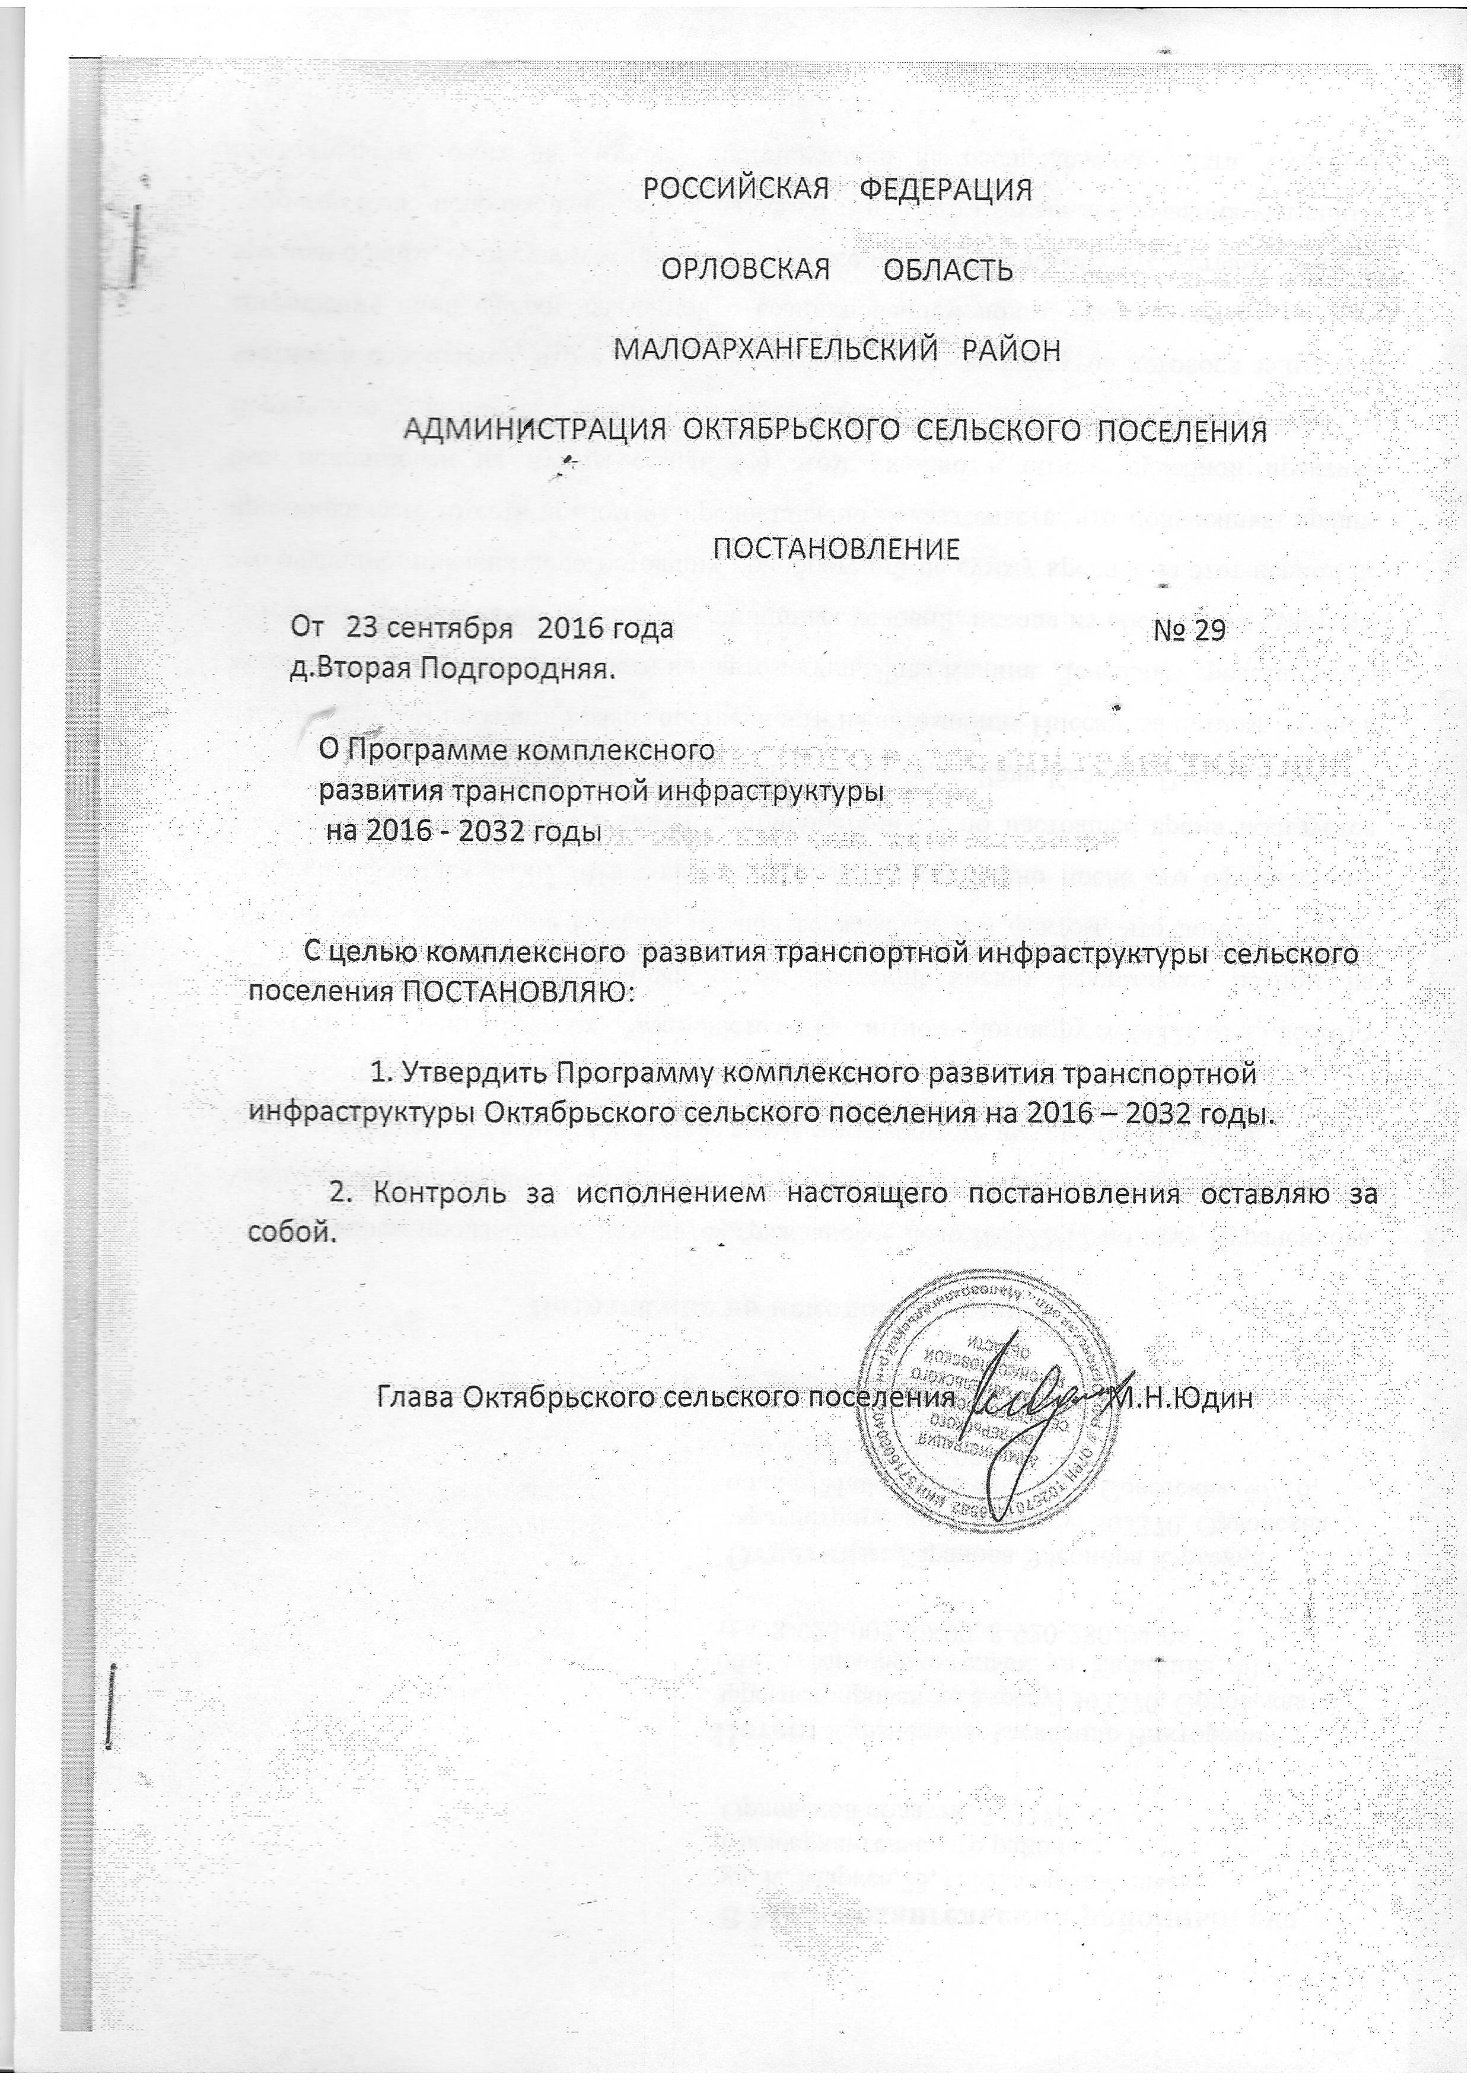 РОССИЙСКАЯ ФЕДЕРАЦИЯ
ОРЛОВСКАЯ ОБЛАСТЬ
МАЛОАРХАНГЕЛЬСКИЙ РАЙОН
АДМИНИСТРАЦИЯ ОКТЯБРЬСКОГО СЕЛЬСКОГО ПОСЕЛЕНИЯ
ПОСТАНОВЛЕНИЕ
От 23 сентября 2016 года № 29
д.Вторая Подгородняя.
О Программе комплексного
развития транспортной инфраструктуры
на 2016 - 2032 годы
С целью комплексного развития транспортной инфраструктуры сельского
поселения ПОСТАНОВЛЯЮ:
1. Утвердить Программу комплексного развития транспортной
инфраструктуры Октябрьского сельского поселения на 2016 – 2032 годы.
2. Контроль за исполнением настоящего постановления оставляю за
собой.
Глава Октябрьского сельского поселения М.Н.Юдин